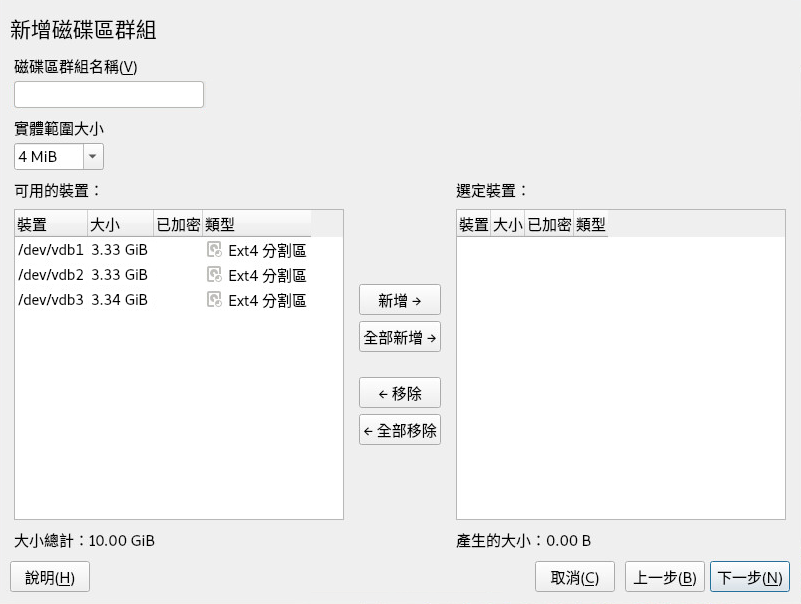 新增磁碟區群組
磁碟區群組名稱(V)
實體範圍大小
4 MiB
可用的裝置：
裝置 大小 已加密 類型
/dev/vdb1 3.33 GiB Ext4 分割區
/dev/vdb2 3.33 GiB Ext4 分割區
/dev/vdb3 3.34 GiB Ext4 分割區
大小總計：10.00 GiB
新增 →
全部新增 →
← 移除
← 全部移除
選定裝置：
裝置 大小 已加密 類型
產生的大小：0.00 B
說明(H) 取消(C) 上一步(B) 下一步(N)